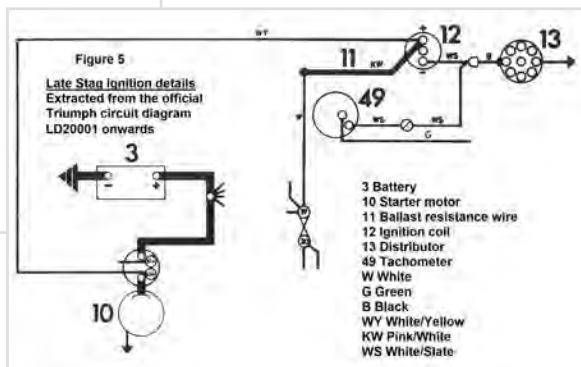 WY
Figure 5
Late Stag Ignition details
Extracted from the official
Triumph circuit diagram
LD20001 onwards
3
- +
10
11
KW
W
+
-
12
WS
13
49
WS
WS
G
3 Battery
10 Starter motor
11 Ballast resistance wire
12 Ignition coil
13 Distributor
49 Tachometer
W White
G Green
B Black
WY White/Yellow
KW Pink/White
WS White/Slate